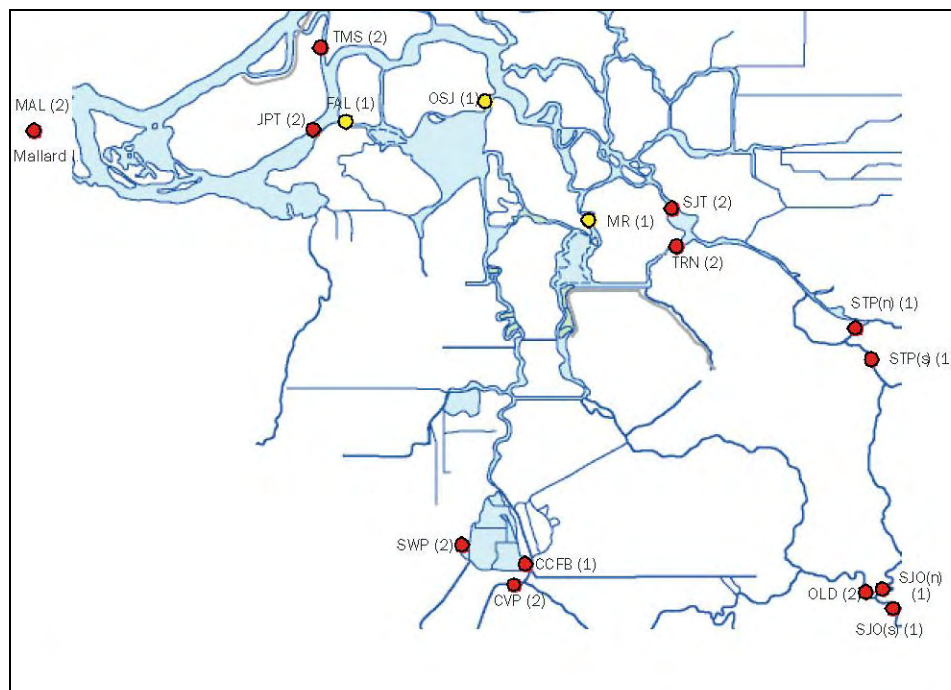 TMS (2)
MAL (2)
FAL (1)
OSJ (1)
JPT (2)
Mallard I
SJT (2)
MR (1)
TRN (2)
STP(n) (1)
STP(s) (1
SWP (2)
CCFB (1)
CVP (2)
OLD (2)
SJO(n)
(1)
SJO(s) (1)